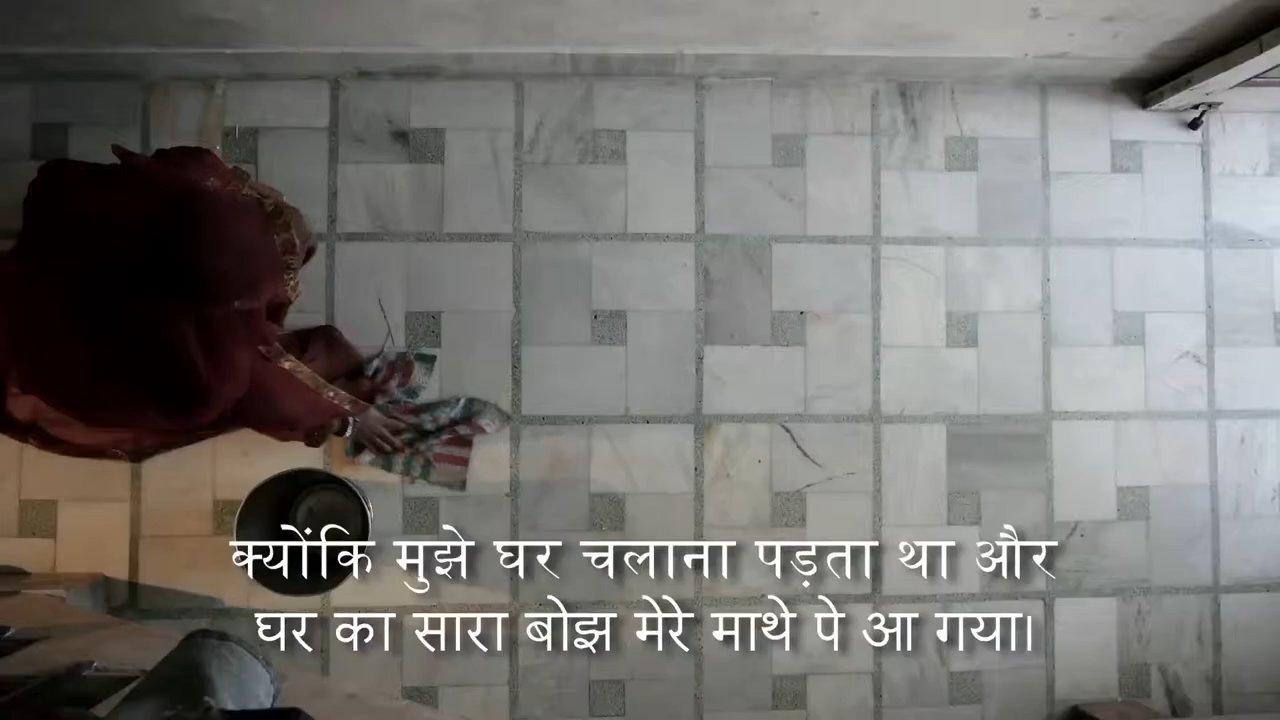 क्योंकि मुझे घर चलाना पड़ता था और
घर का सारा बोझ मेरे माथे पे आ गया।